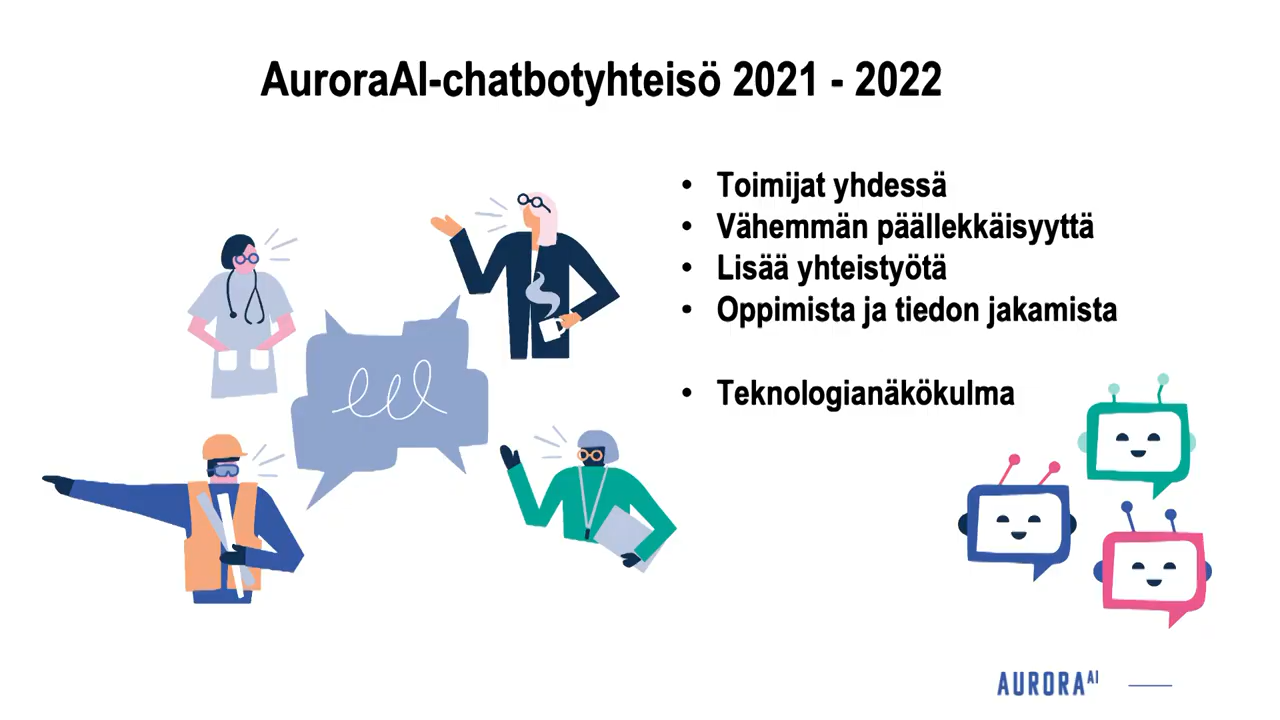 AuroraAI-chatbotyhteisö 2021 - 2022
• Toimijat yhdessä
• Vähemmän päällekkäisyyttä
• Lisää yhteistyötä
• Oppimista ja tiedon jakamista
• Teknologianäkökulma
AURORA AI